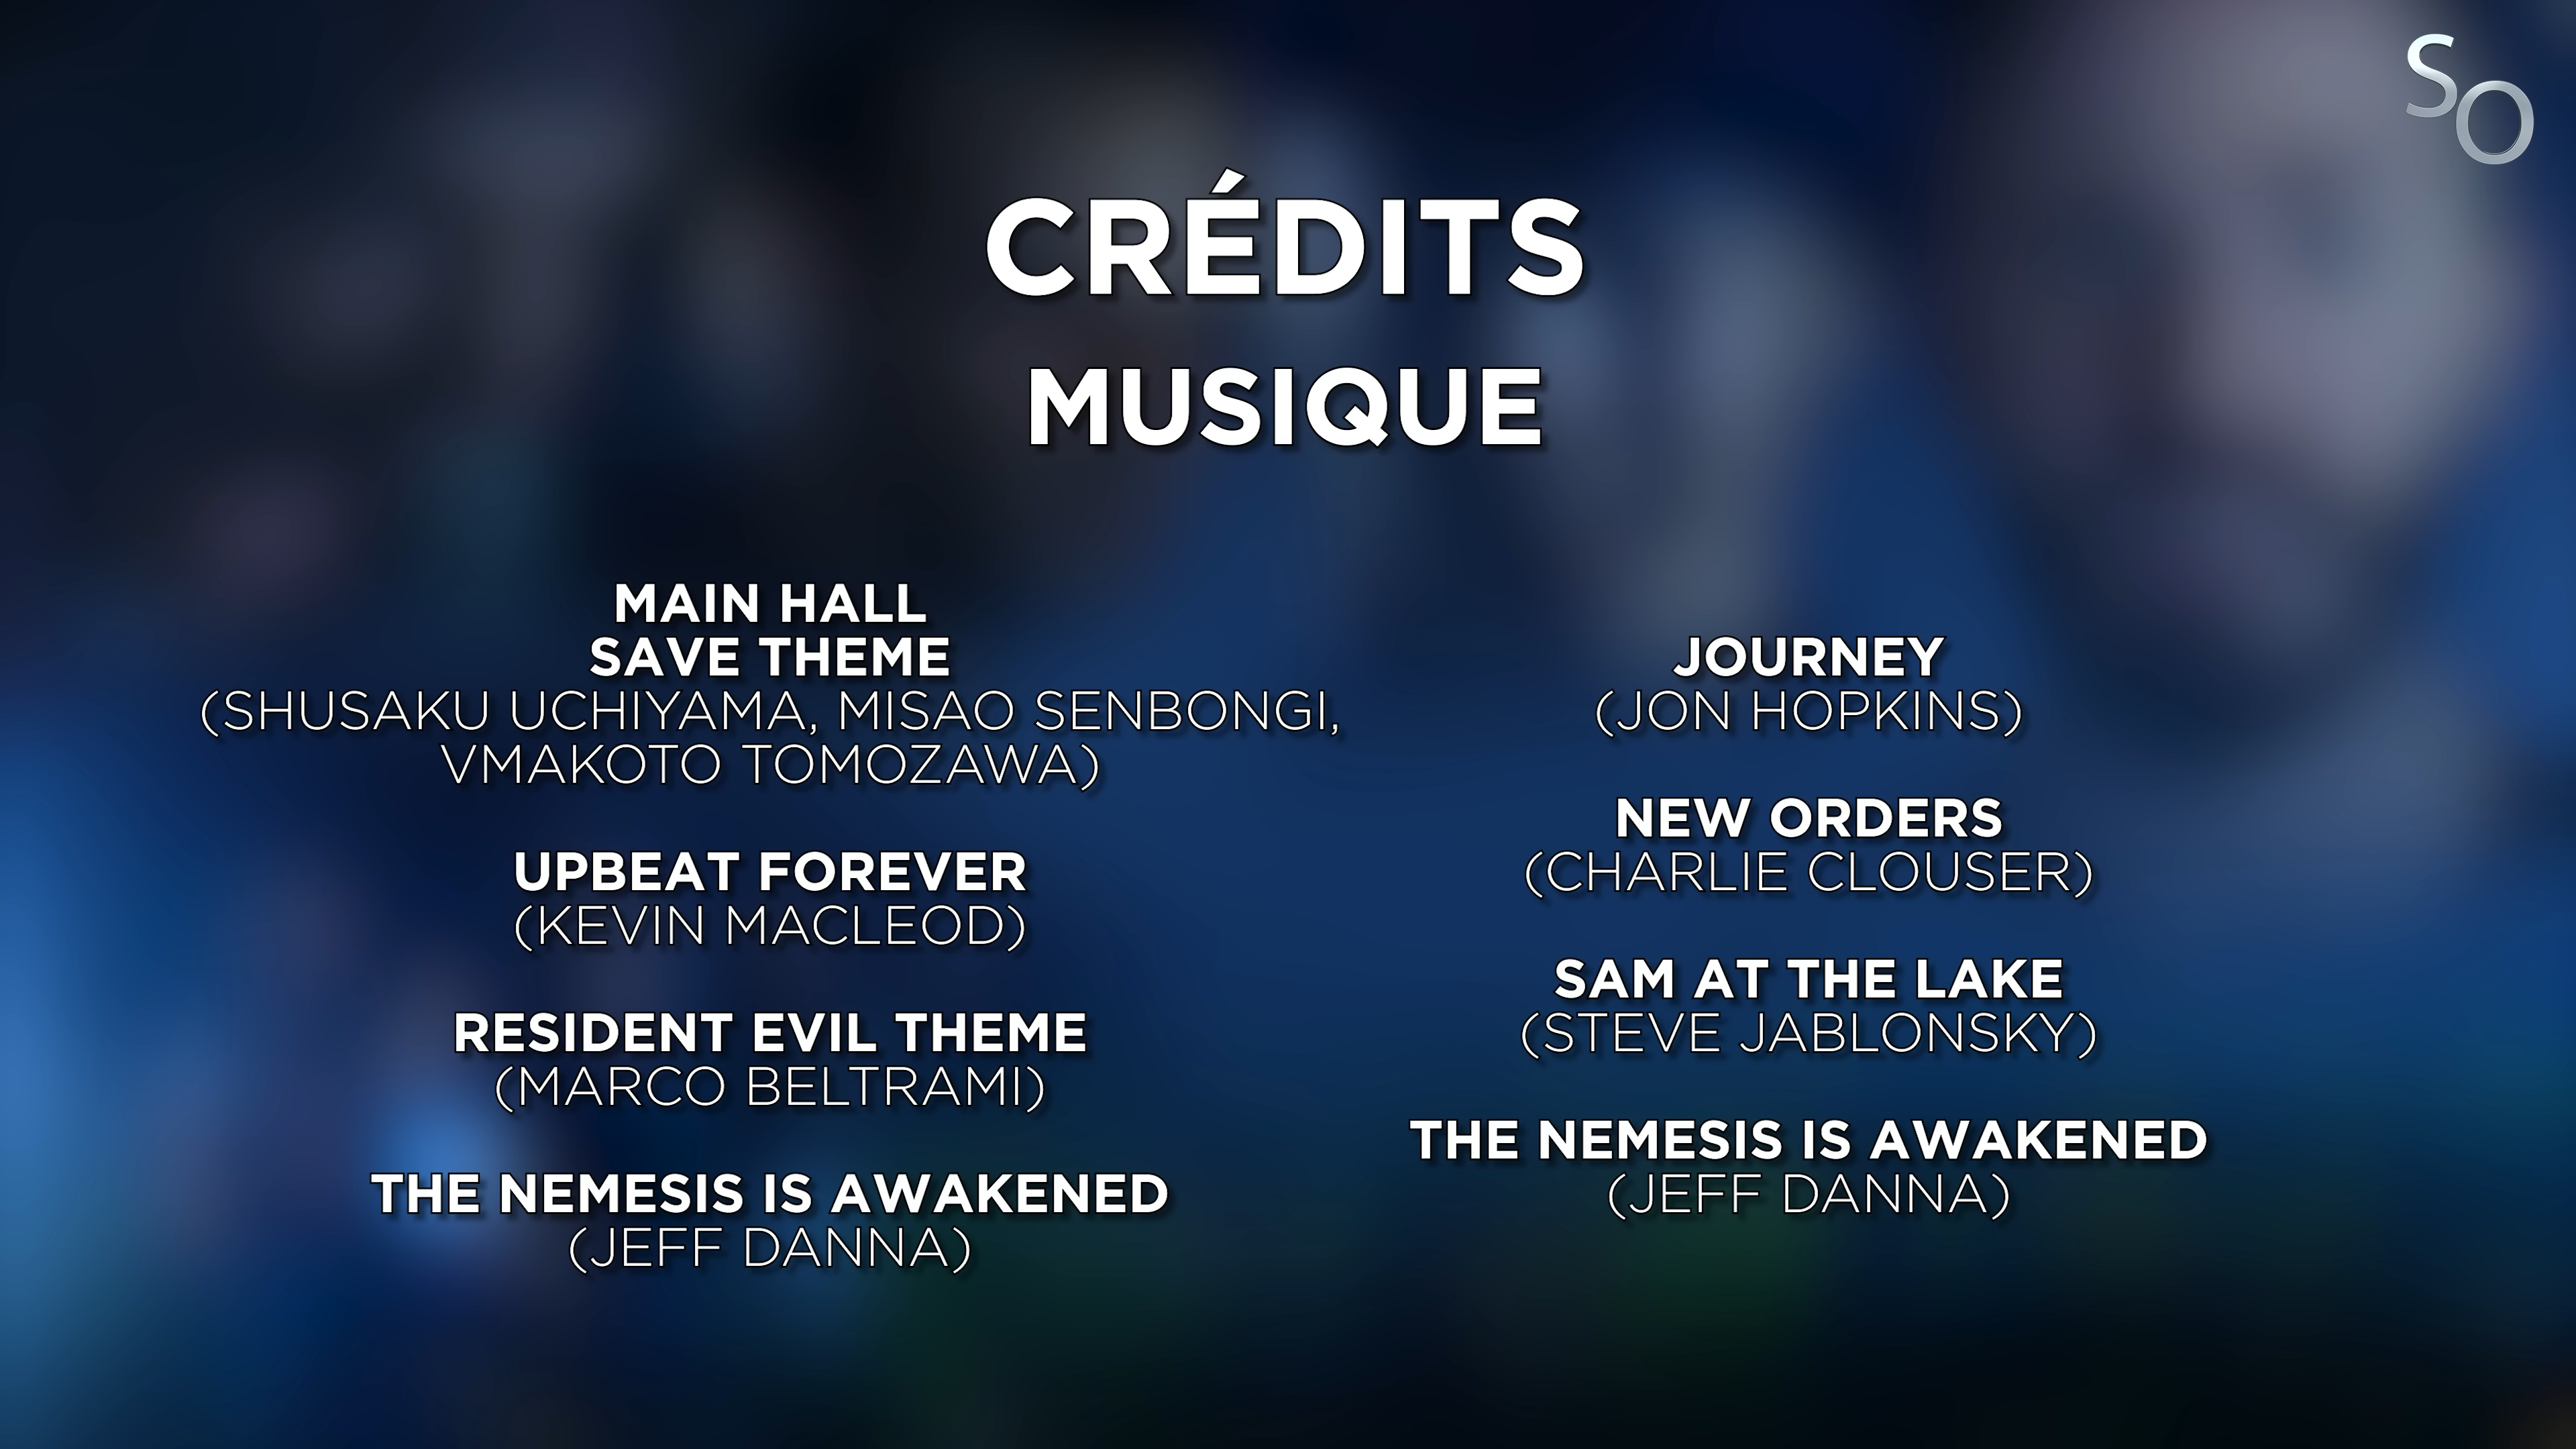 SO
CRÉDITS
MUSIQUE
MAIN HALL
SAVE THEME
(SHUSAKU UCHIYAMA, MISAO SENBONGI,
VMAKOTO TOMOZAWA)
UPBEAT FOREVER
(KEVIN MACLEOD)
RESIDENT EVIL THEME
(MARCO BELTRAMI)
THE NEMESIS IS AWAKENED
(JEFF DANNA)
JOURNEY
(JON HOPKINS)
NEW ORDERS
(CHARLIE CLOUSER)
SAM AT THE LAKE
(STEVE JABLONSKY)
THE NEMESIS IS AWAKENED
(JEFF DANNA)